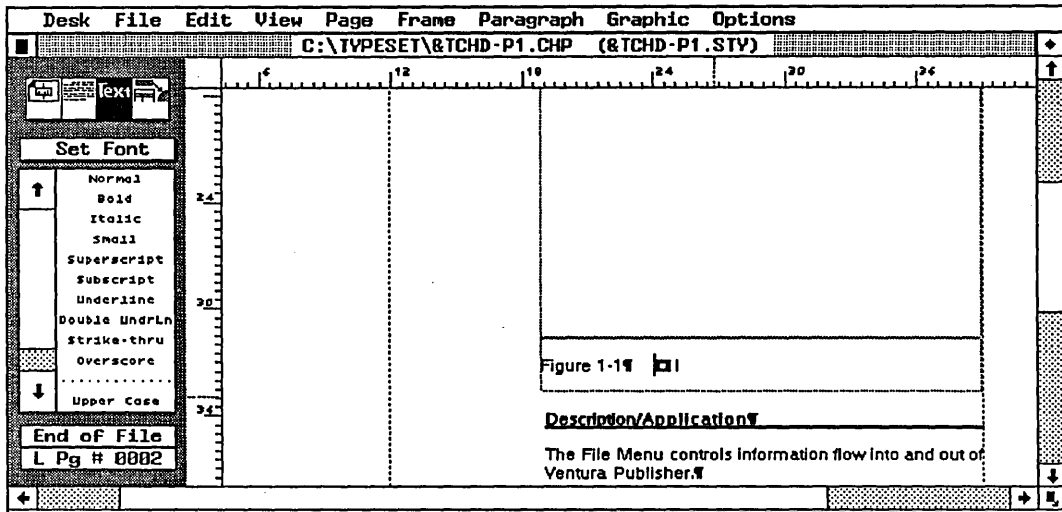 Desk File Edit View Page Frame Paragraph Graphic Options
C:\TYPESET\&TCHD-P1.CHP (&TCHD-P1.STY)
6 12 18 24 30 36
Text
Set Font
Normal
Bold
Italic
Small
Superscript
Subscript
Underline
Double UndrLn
Strike-thru
Overscore
Upper Case
End of File
L Pg # 0002
24
30
34
Figure 1-1¶
Description/Application¶
The File Menu controls information flow into and out of
Ventura Publisher.¶